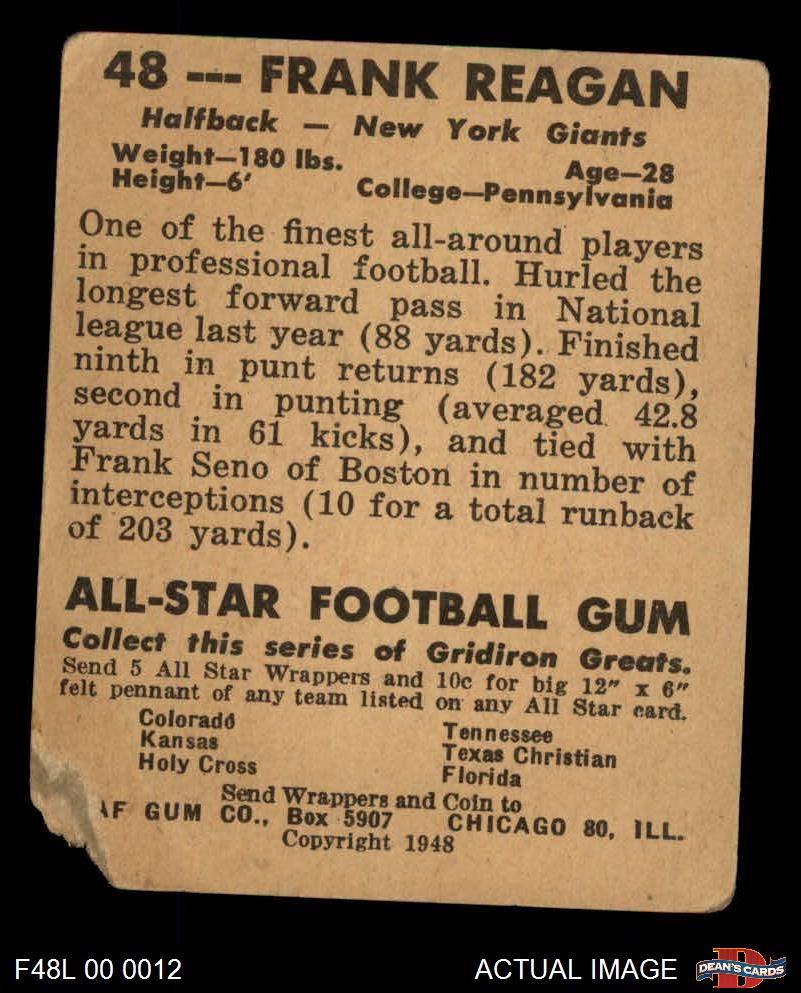 48 --- FRANK REAGAN
Halfback — New York Giants
Weight—180 lbs. Age—28
Height—6' College—Pennsylvania
One of the finest all-around players
in professional football. Hurled the
longest forward pass in National
league last year (88 yards). Finished
ninth in punt returns (182 yards),
second in punting (averaged 42.8
yards in 61 kicks), and tied with
Frank Seno of Boston in number of
interceptions (10 for a total runback
of 203 yards).
ALL-STAR FOOTBALL GUM
Collect this series of Gridiron Greats.
Send 5 All Star Wrappers and 10c for big 12" x 6"
felt pennant of any team listed on any All Star card.
Colorado Tennessee
Kansas Texas Christian
Holy Cross Florida
Send Wrappers and Coin to
AF GUM CO., Box 5907 CHICAGO 80, ILL.
Copyright 1948
F48L 00 0012 ACTUAL IMAGE DEAN'S CARDS